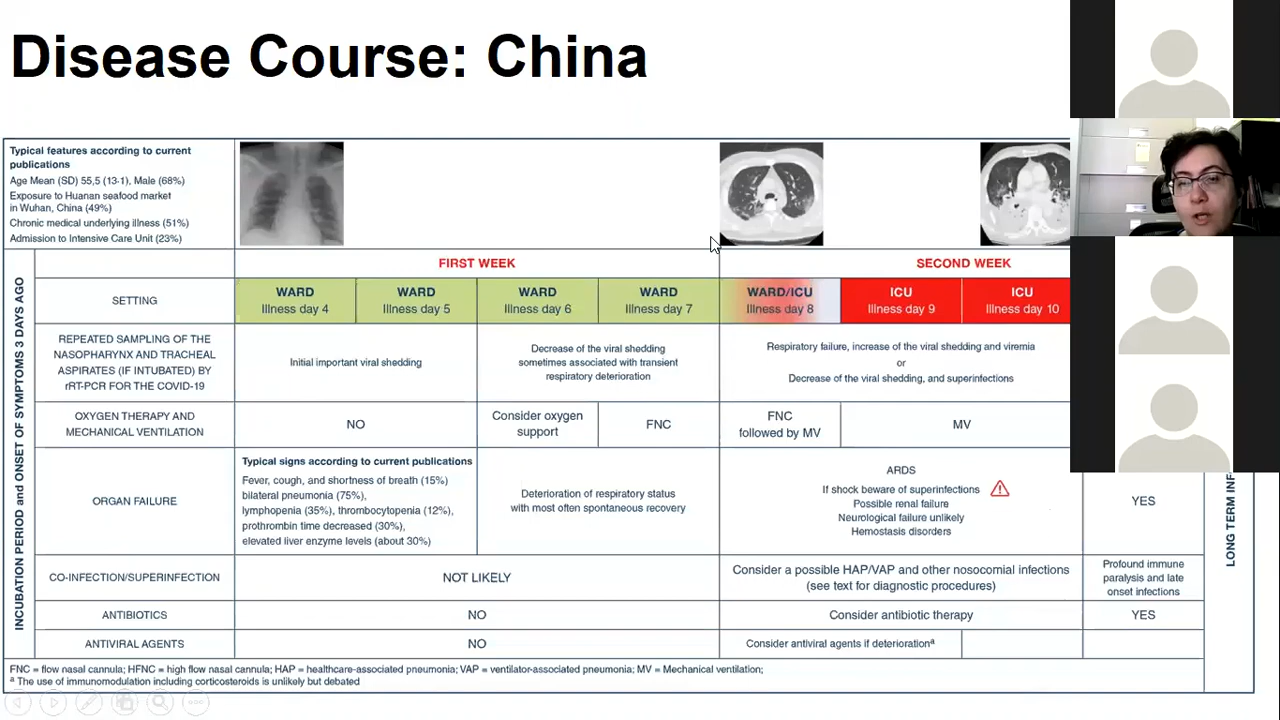 Disease Course: China
Typical features according to current
publications
Age Mean (SD) 55,5 (13·1), Male (68%)
Exposure to Huanan seafood market
in Wuhan, China (49%)
Chronic medical underlying illness (51%)
Admission to Intensive Care Unit (23%)
INCUBATION PERIOD and ONSET OF SYMPTOMS 3 DAYS AGO
FIRST WEEK
SECOND WEEK
SETTING
WARD
Illness day 4
WARD
Illness day 5
WARD
Illness day 6
WARD
Illness day 7
WARD/ICU
Illness day 8
ICU
Illness day 9
ICU
Illness day 10
REPEATED SAMPLING OF THE
NASOPHARYNX AND TRACHEAL
ASPIRATES (IF INTUBATED) BY
rRT-PCR FOR THE COVID-19
Initial important viral shedding
Decrease of the viral shedding
sometimes associated with transient
respiratory deterioration
Respiratory failure, increase of the viral shedding and viremia
or
Decrease of the viral shedding, and superinfections
OXYGEN THERAPY AND
MECHANICAL VENTILATION
NO
Consider oxygen
support
FNC
FNC
followed by MV
MV
ORGAN FAILURE
Typical signs according to current publications
Fever, cough, and shortness of breath (15%)
bilateral pneumonia (75%),
lymphopenia (35%), thrombocytopenia (12%),
prothrombin time decreased (30%),
elevated liver enzyme levels (about 30%)
Deterioration of respiratory status
with most often spontaneous recovery
ARDS
If shock beware of superinfections
Possible renal failure
Neurological failure unlikely
Hemostasis disorders
YES
CO-INFECTION/SUPERINFECTION
NOT LIKELY
Consider a possible HAP/VAP and other nosocomial infections
(see text for diagnostic procedures)
Profound immune
paralysis and late
onset infections
ANTIBIOTICS
NO
Consider antibiotic therapy
YES
ANTIVIRAL AGENTS
NO
Consider antiviral agents if deteriorationª
LONG TERM INF
FNC = flow nasal cannula; HFNC = high flow nasal cannula; HAP = healthcare-associated pneumonia; VAP = ventilator-associated pneumonia; MV = Mechanical ventilation;
ª The use of immunomodulation including corticosteroids is unlikely but debated